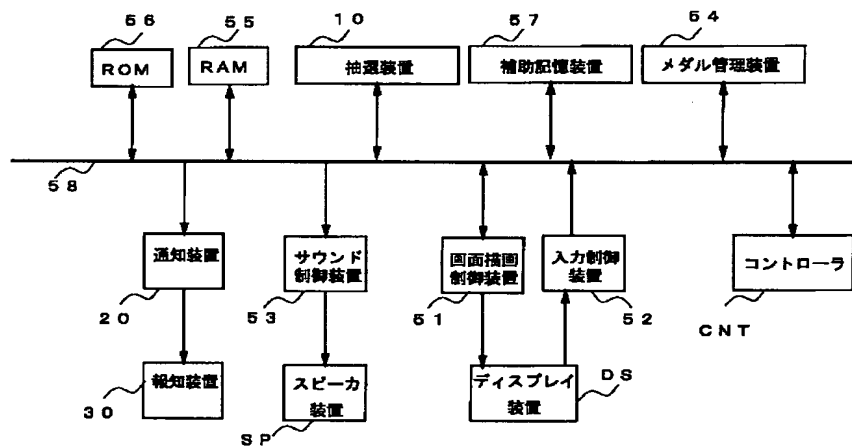 ５６
５５
１０
５７
５４
ＲＯＭ
ＲＡＭ
抽選装置
補助記憶装置
メダル管理装置
５８
通知装置
サウンド
制御装置
画面描画
制御装置
入力制御
装置
コントローラ
２０
５３
５１
５２
ＣＮＴ
報知装置
スピーカ
装置
ディスプレイ
装置
ＤＳ
３０
ＳＰ